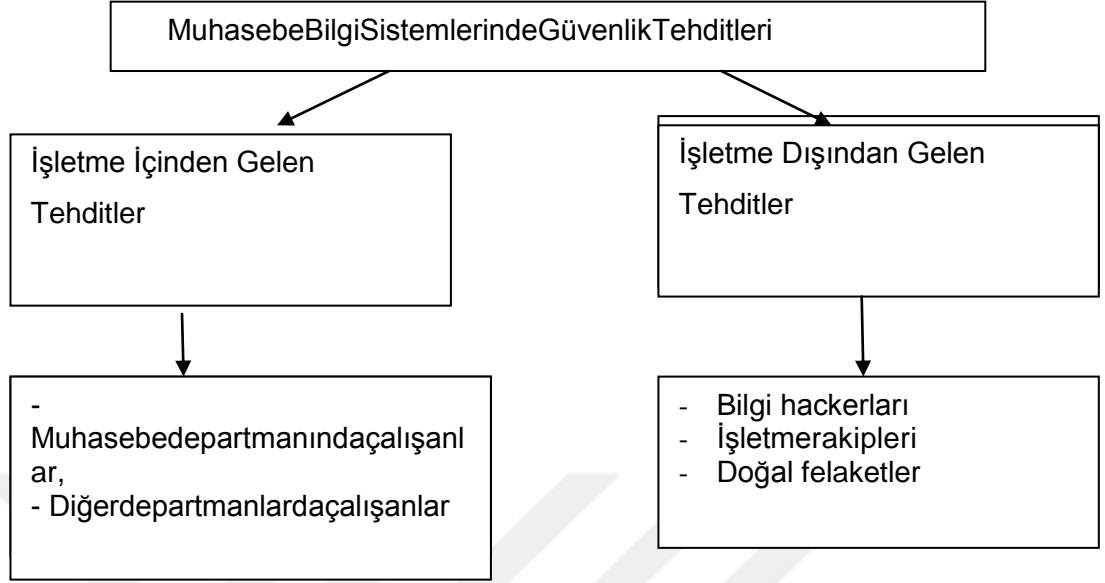 MuhasebeBilgiSistemlerindeGüvenlikTehditleri
İşletme İçinden Gelen
Tehditler
İşletme Dışından Gelen
Tehditler
-
Muhasebedepartmanındaçalışanl
ar,
- Diğerdepartmanlardaçalışanlar
- Bilgi hackerları
- İşletmerakipleri
- Doğal felaketler